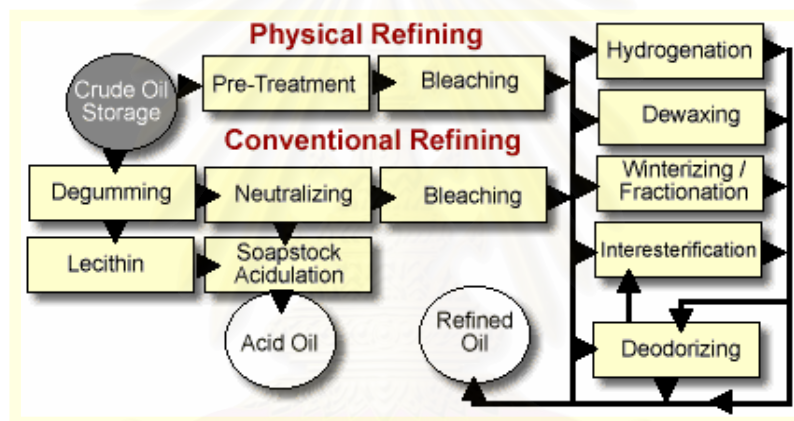 Physical Refining
Crude Oil
Storage
Pre-Treatment
Bleaching
Conventional Refining
Degumming
Neutralizing
Bleaching
Lecithin
Soapstock
Acidulation
Acid Oil
Refined
Oil
Hydrogenation
Dewaxing
Winterizing /
Fractionation
Interesterification
Deodorizing